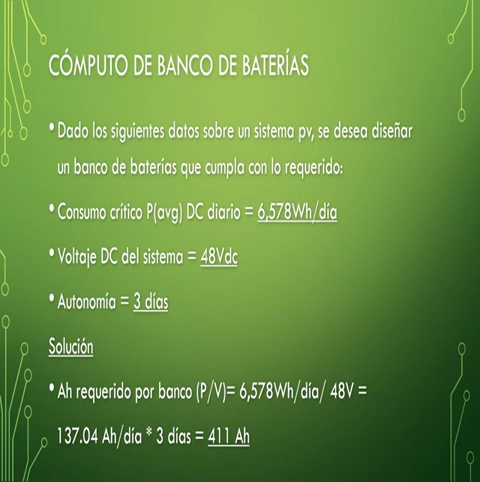 CÓMPUTO DE BANCO DE BATERÍAS
• Dado los siguientes datos sobre un sistema pv, se desea diseñar
un banco de baterías que cumpla con lo requerido:
• Consumo crítico P(avg) DC diario = 6,578Wh/día
• Voltaje DC del sistema = 48Vdc
• Autonomía = 3 días
Solución
• Ah requerido por banco (P/V)= 6,578Wh/día/ 48V =
137.04 Ah/día * 3 días = 411 Ah